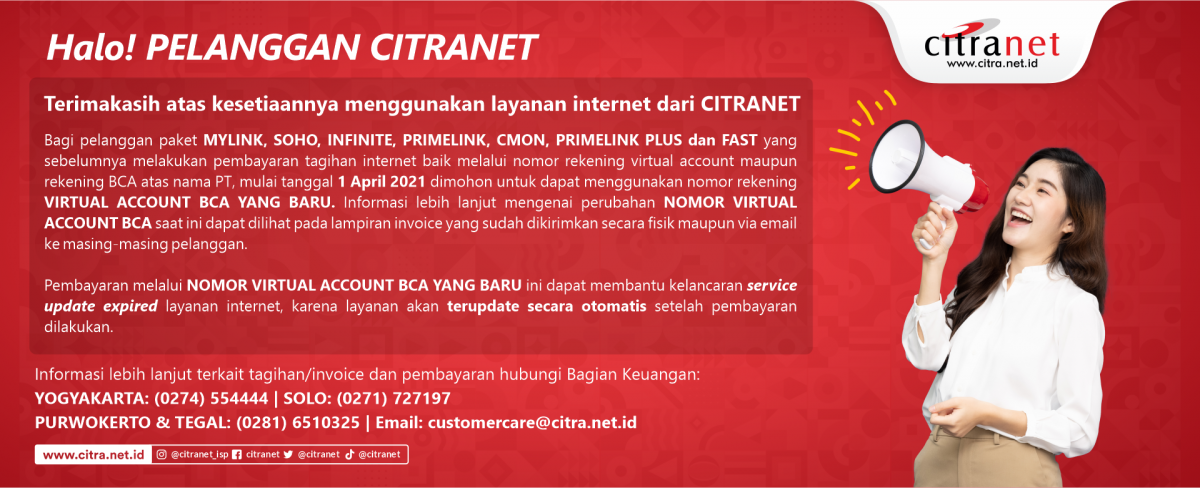 Halo! PELANGGAN CITRANET
citranet
www.citra.net.id
Terimakasih atas kesetiaannya menggunakan layanan internet dari CITRANET
Bagi pelanggan paket MYLINK, SOHO, INFINITE, PRIMELINK, CMON, PRIMELINK PLUS dan FAST yang
sebelumnya melakukan pembayaran tagihan internet baik melalui nomor rekening virtual account maupun
rekening BCA atas nama PT, mulai tanggal 1 April 2021 dimohon untuk dapat menggunakan nomor rekening
VIRTUAL ACCOUNT BCA YANG BARU. Informasi lebih lanjut mengenai perubahan NOMOR VIRTUAL
ACCOUNT BCA saat ini dapat dilihat pada lampiran invoice yang sudah dikirimkan secara fisik maupun via email
ke masing-masing pelanggan.
Pembayaran melalui NOMOR VIRTUAL ACCOUNT BCA YANG BARU ini dapat membantu kelancaran service
update expired layanan internet, karena layanan akan terupdate secara otomatis setelah pembayaran
dilakukan.
Informasi lebih lanjut terkait tagihan/invoice dan pembayaran hubungi Bagian Keuangan:
YOGYAKARTA: (0274) 554444 | SOLO: (0271) 727197
PURWOKERTO & TEGAL: (0281) 6510325 | Email: customercare@citra.net.id
www.citra.net.id @citranet_isp citranet @citranet @citranet